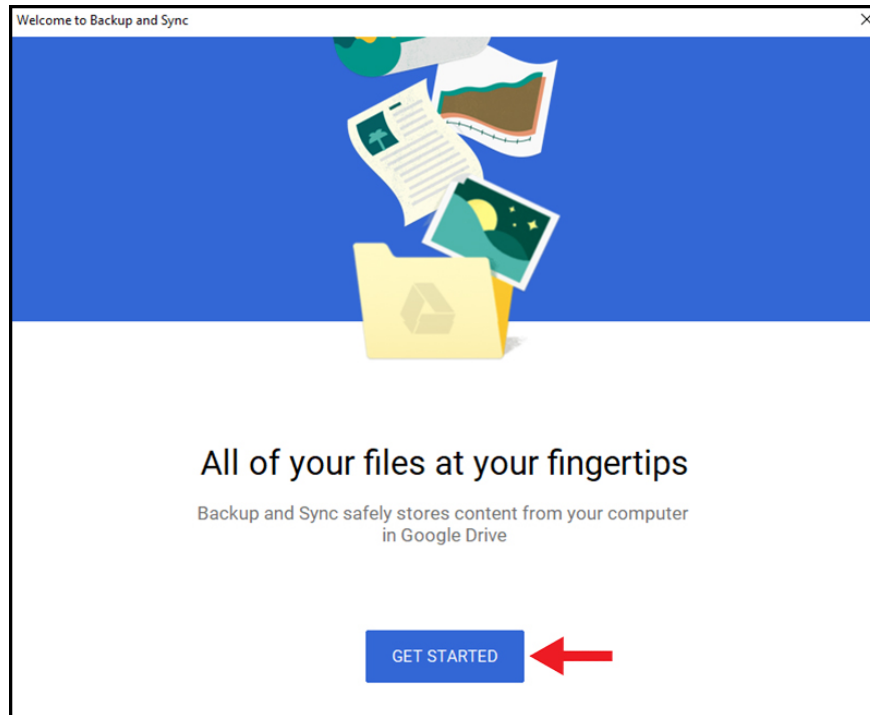 Welcome to Backup and Sync
All of your files at your fingertips
Backup and Sync safely stores content from your computer
in Google Drive
GET STARTED